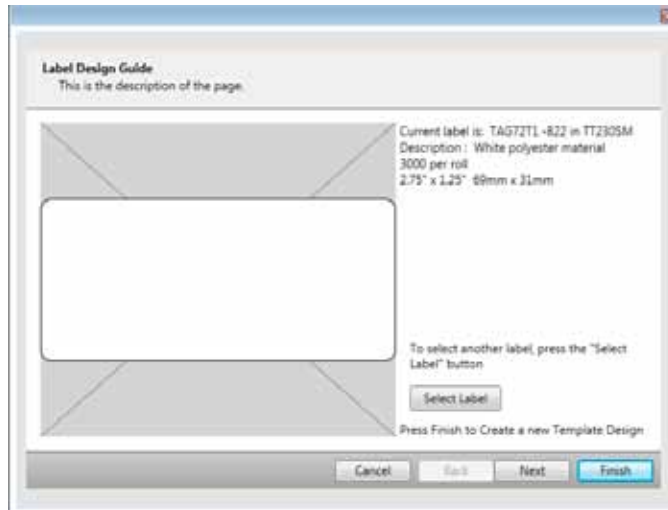 Label Design Guide
This is the description of the page.
Current label is: TAG72T1 -822 in TT230SM
Description : White polyester material
3000 per roll
2.75" x 1.25" 69mm x 31mm
To select another label, press the "Select
Label" button
Select Label
Press Finish to Create a new Template Design
Cancel
Back
Next
Finish